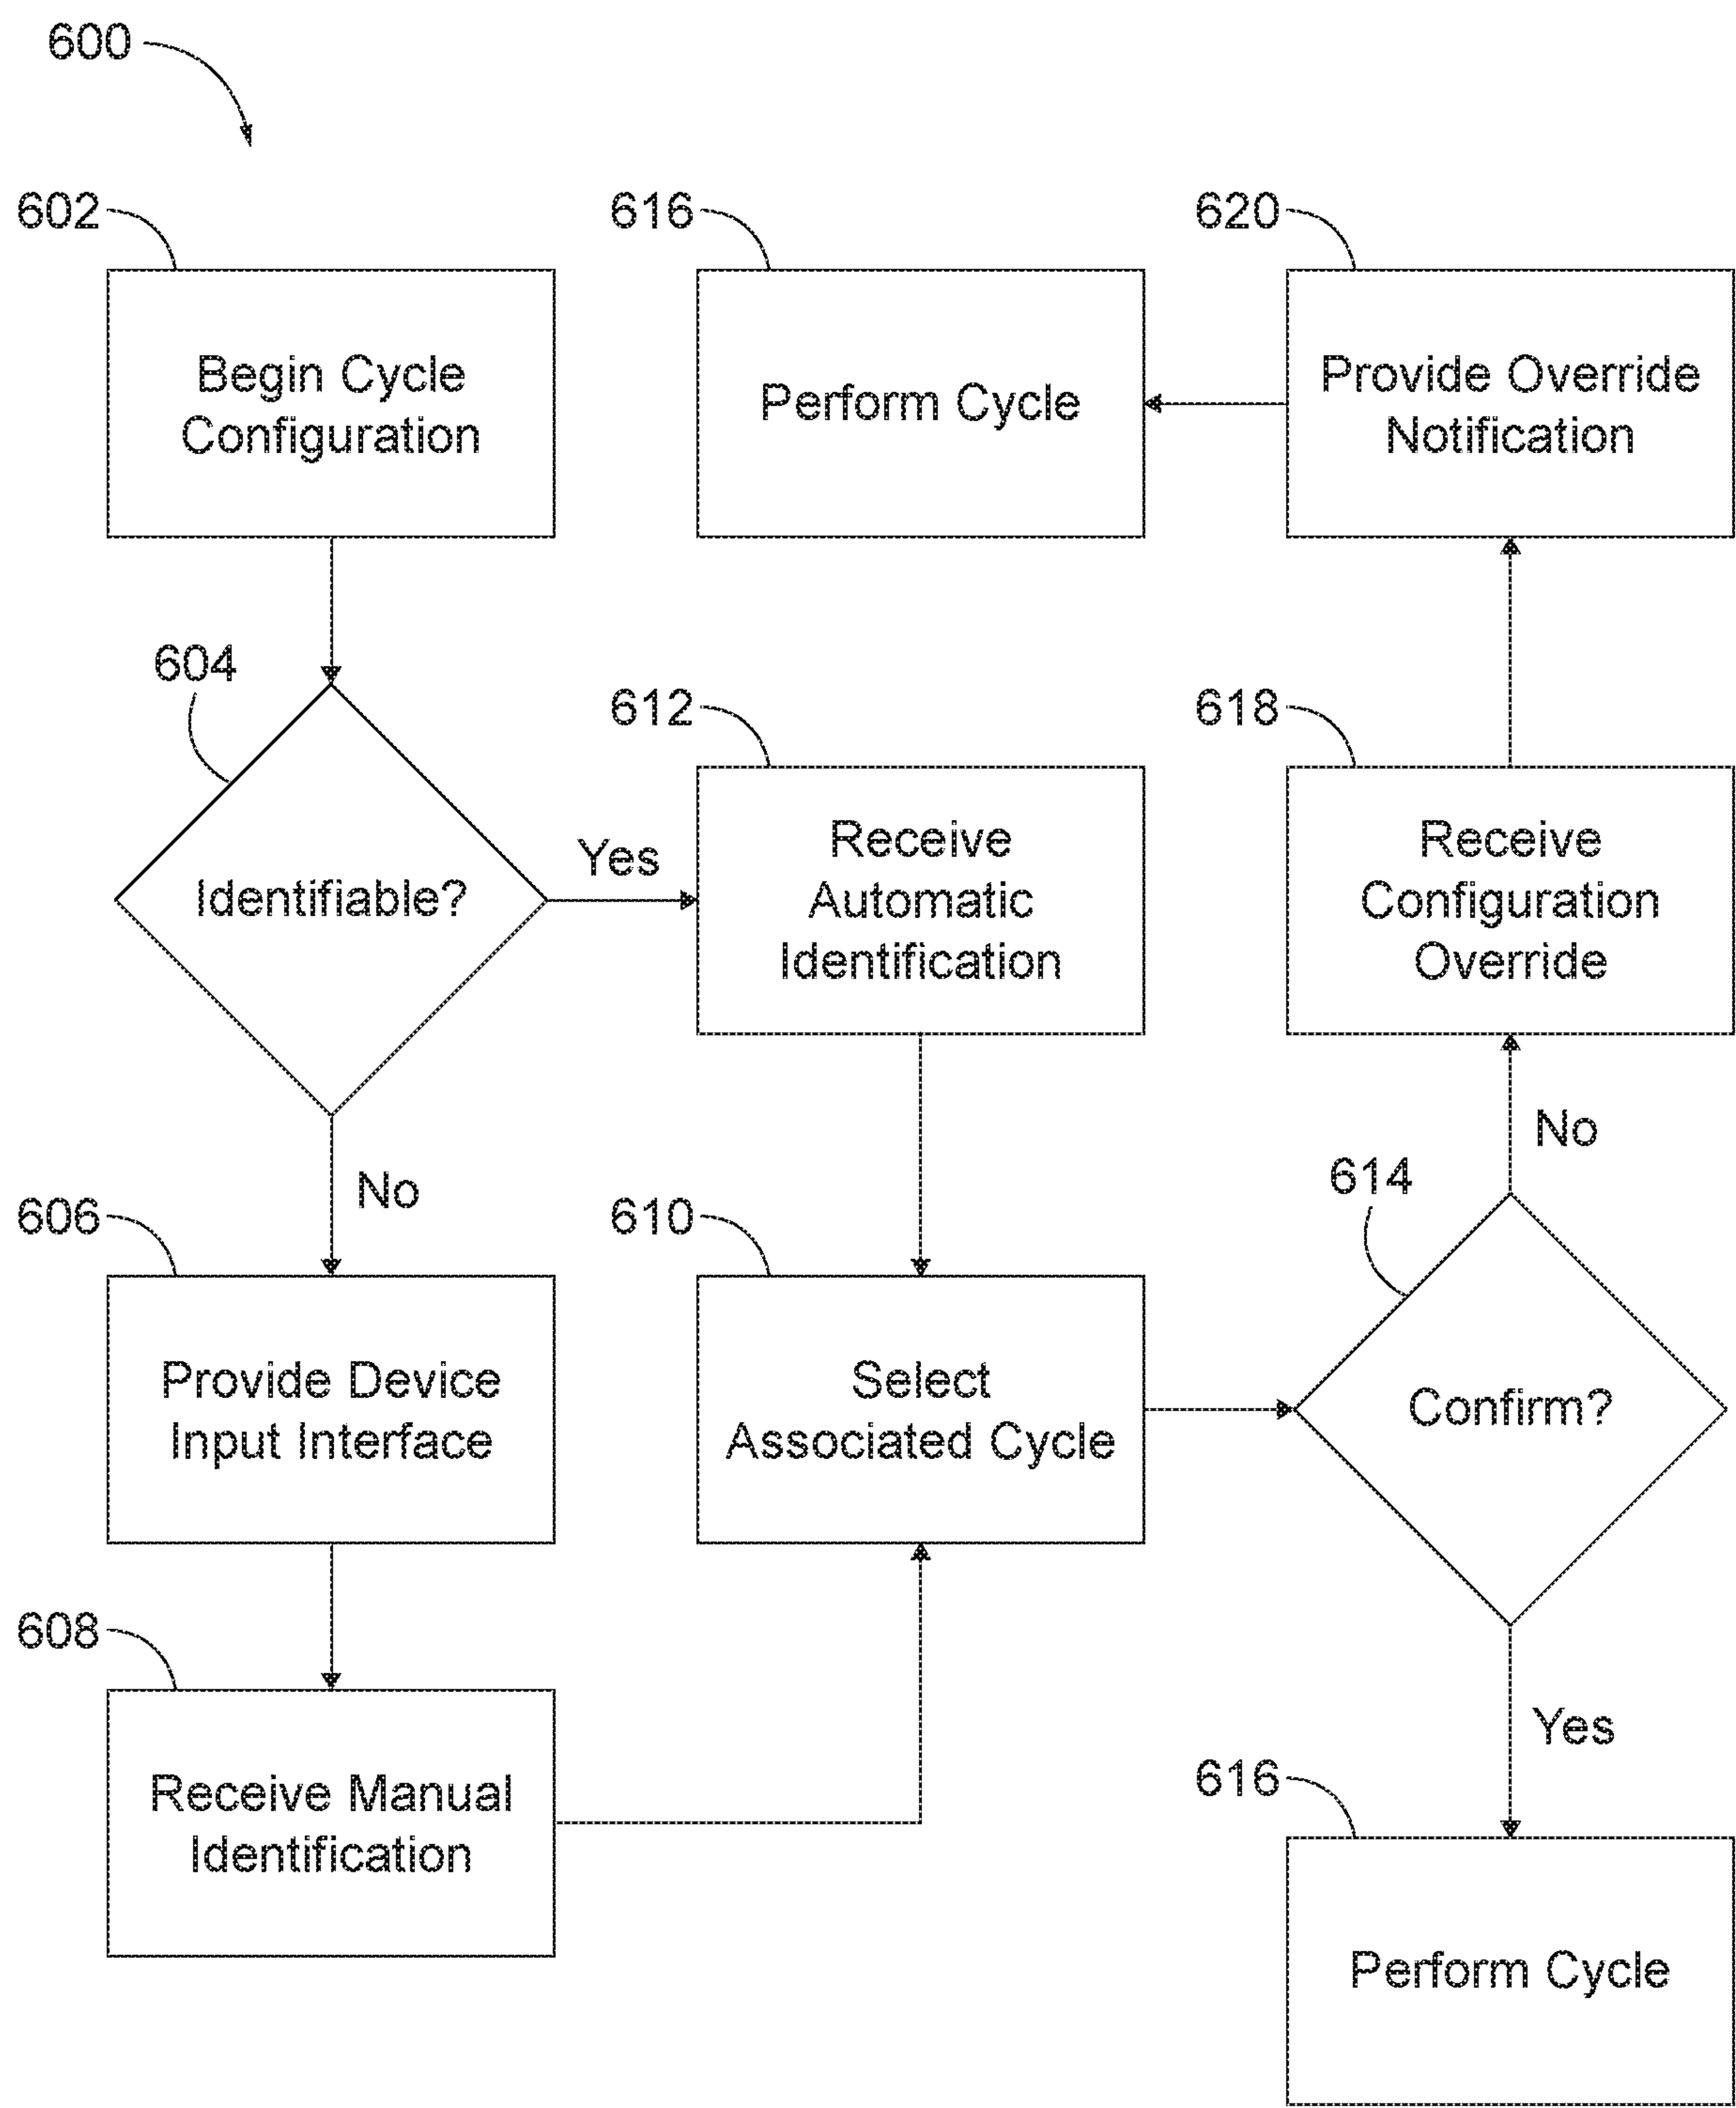 600
602
Begin Cycle
Configuration
616
Perform Cycle
620
Provide Override
Notification
604
Identifiable?
Yes
No
612
Receive
Automatic
Identification
618
Receive
Configuration
Override
606
Provide Device
Input Interface
610
Select
Associated Cycle
614
Confirm?
No
Yes
608
Receive Manual
Identification
616
Perform Cycle